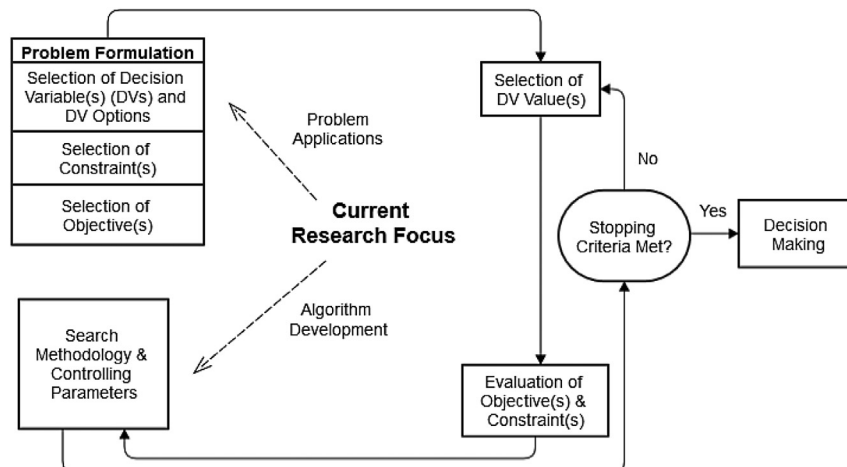 Problem Formulation
Selection of Decision
Variable(s) (DVs) and
DV Options
Selection of
Constraint(s)
Selection of
Objective(s)
Problem
Applications
Current
Research Focus
Algorithm
Development
Search
Methodology &
Controlling
Parameters
Selection of
DV Value(s)
Evaluation of
Objective(s) &
Constraint(s)
No
Stopping
Criteria Met?
Yes
Decision
Making